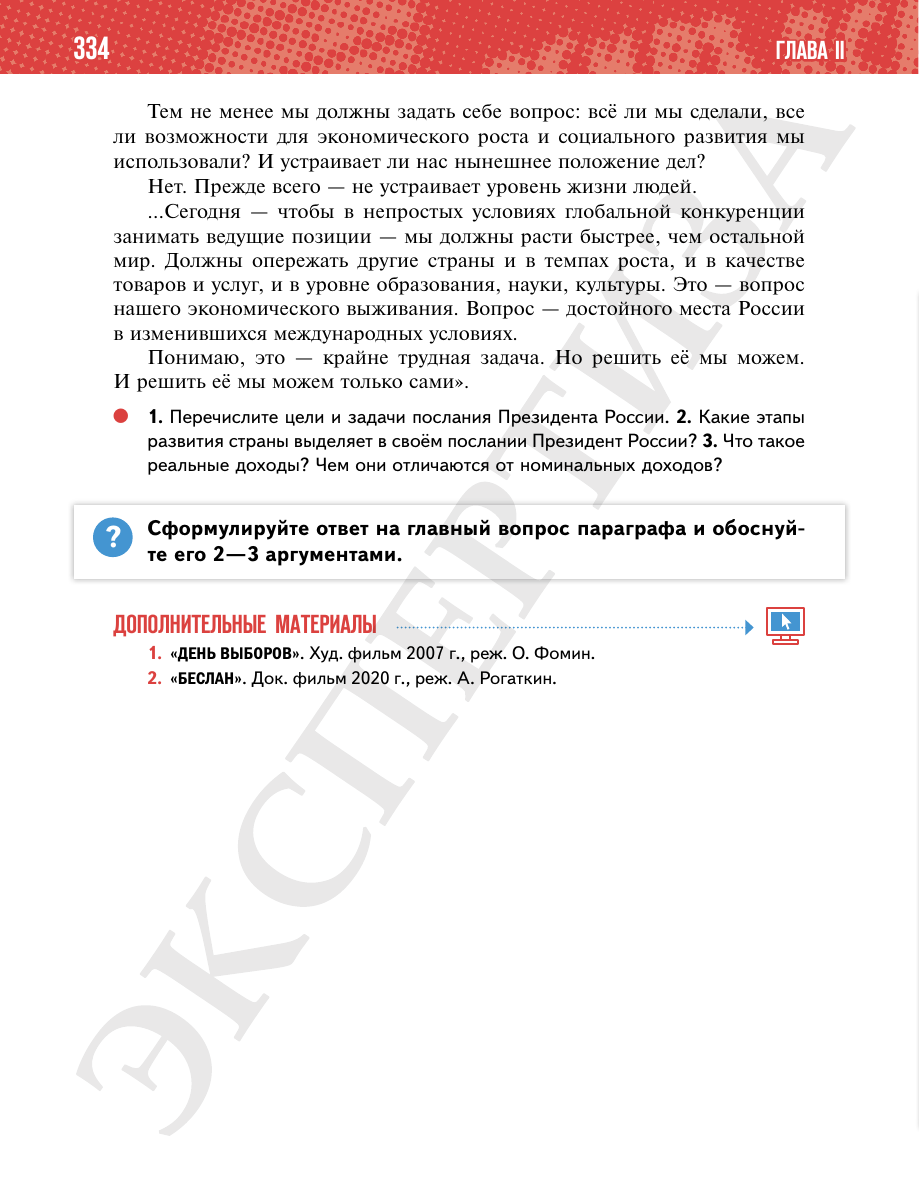 334
ГЛАВА II
Тем не менее мы должны задать себе вопрос: всё ли мы сделали, все
ли возможности для экономического роста и социального развития мы
использовали? И устраивает ли нас нынешнее положение дел?
Нет. Прежде всего — не устраивает уровень жизни людей.
...Сегодня — чтобы в непростых условиях глобальной конкуренции
занимать ведущие позиции — мы должны расти быстрее, чем остальной
мир. Должны опережать другие страны и в темпах роста, и в качестве
товаров и услуг, и в уровне образования, науки, культуры. Это — вопрос
нашего экономического выживания. Вопрос — достойного места России
в изменившихся международных условиях.
Понимаю, это — крайне трудная задача. Но решить её мы можем.
И решить её мы можем только сами».
1. Перечислите цели и задачи послания Президента России. 2. Какие этапы
развития страны выделяет в своём послании Президент России? 3. Что такое
реальные доходы? Чем они отличаются от номинальных доходов?
?
Сформулируйте ответ на главный вопрос параграфа и обоснуй-
те его 2—3 аргументами.
ДОПОЛНИТЕЛЬНЫЕ МАТЕРИАЛЫ
1. «ДЕНЬ ВЫБОРОВ». Худ. фильм 2007 г., реж. О. Фомин.
2. «БЕСЛАН». Док. фильм 2020 г., реж. А. Рогаткин.
ЭКСПЕРТИЗА